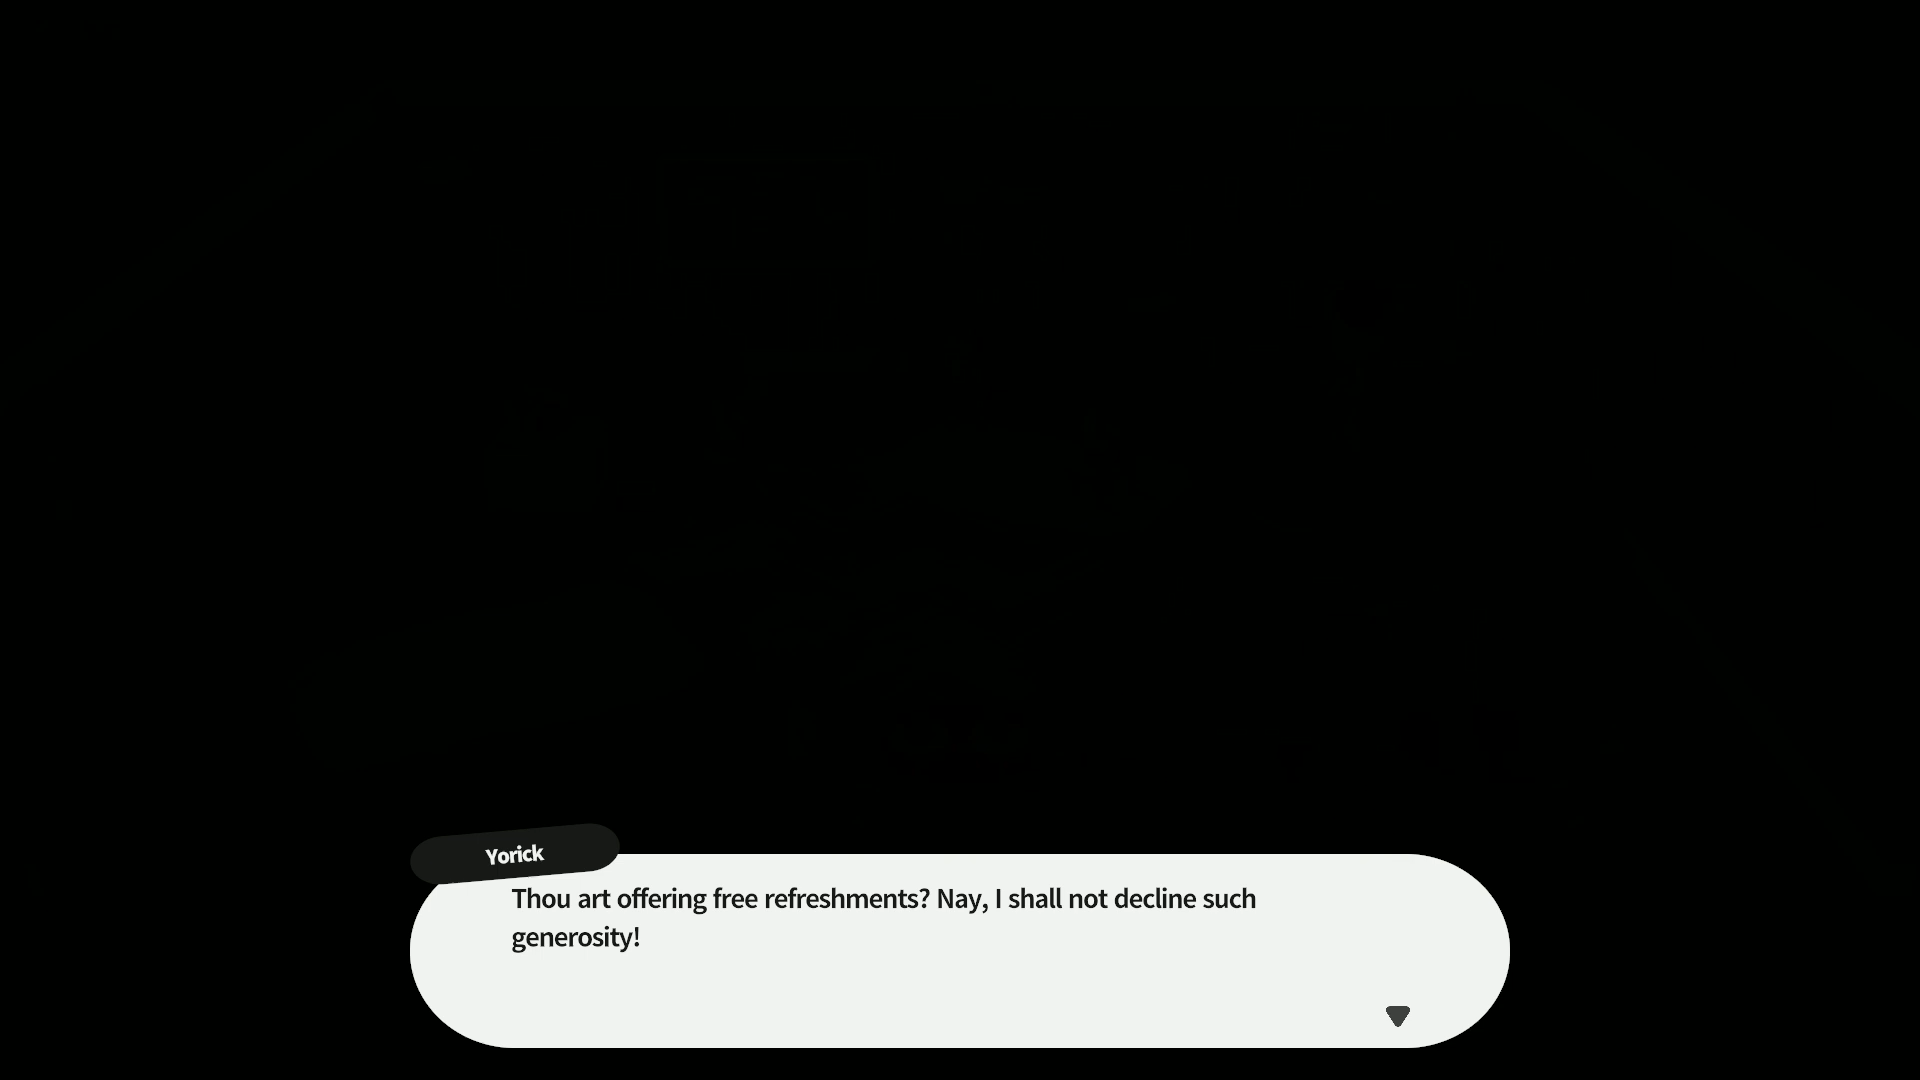 Yorick
Thou art offering free refreshments? Nay, I shall not decline such
generosity!